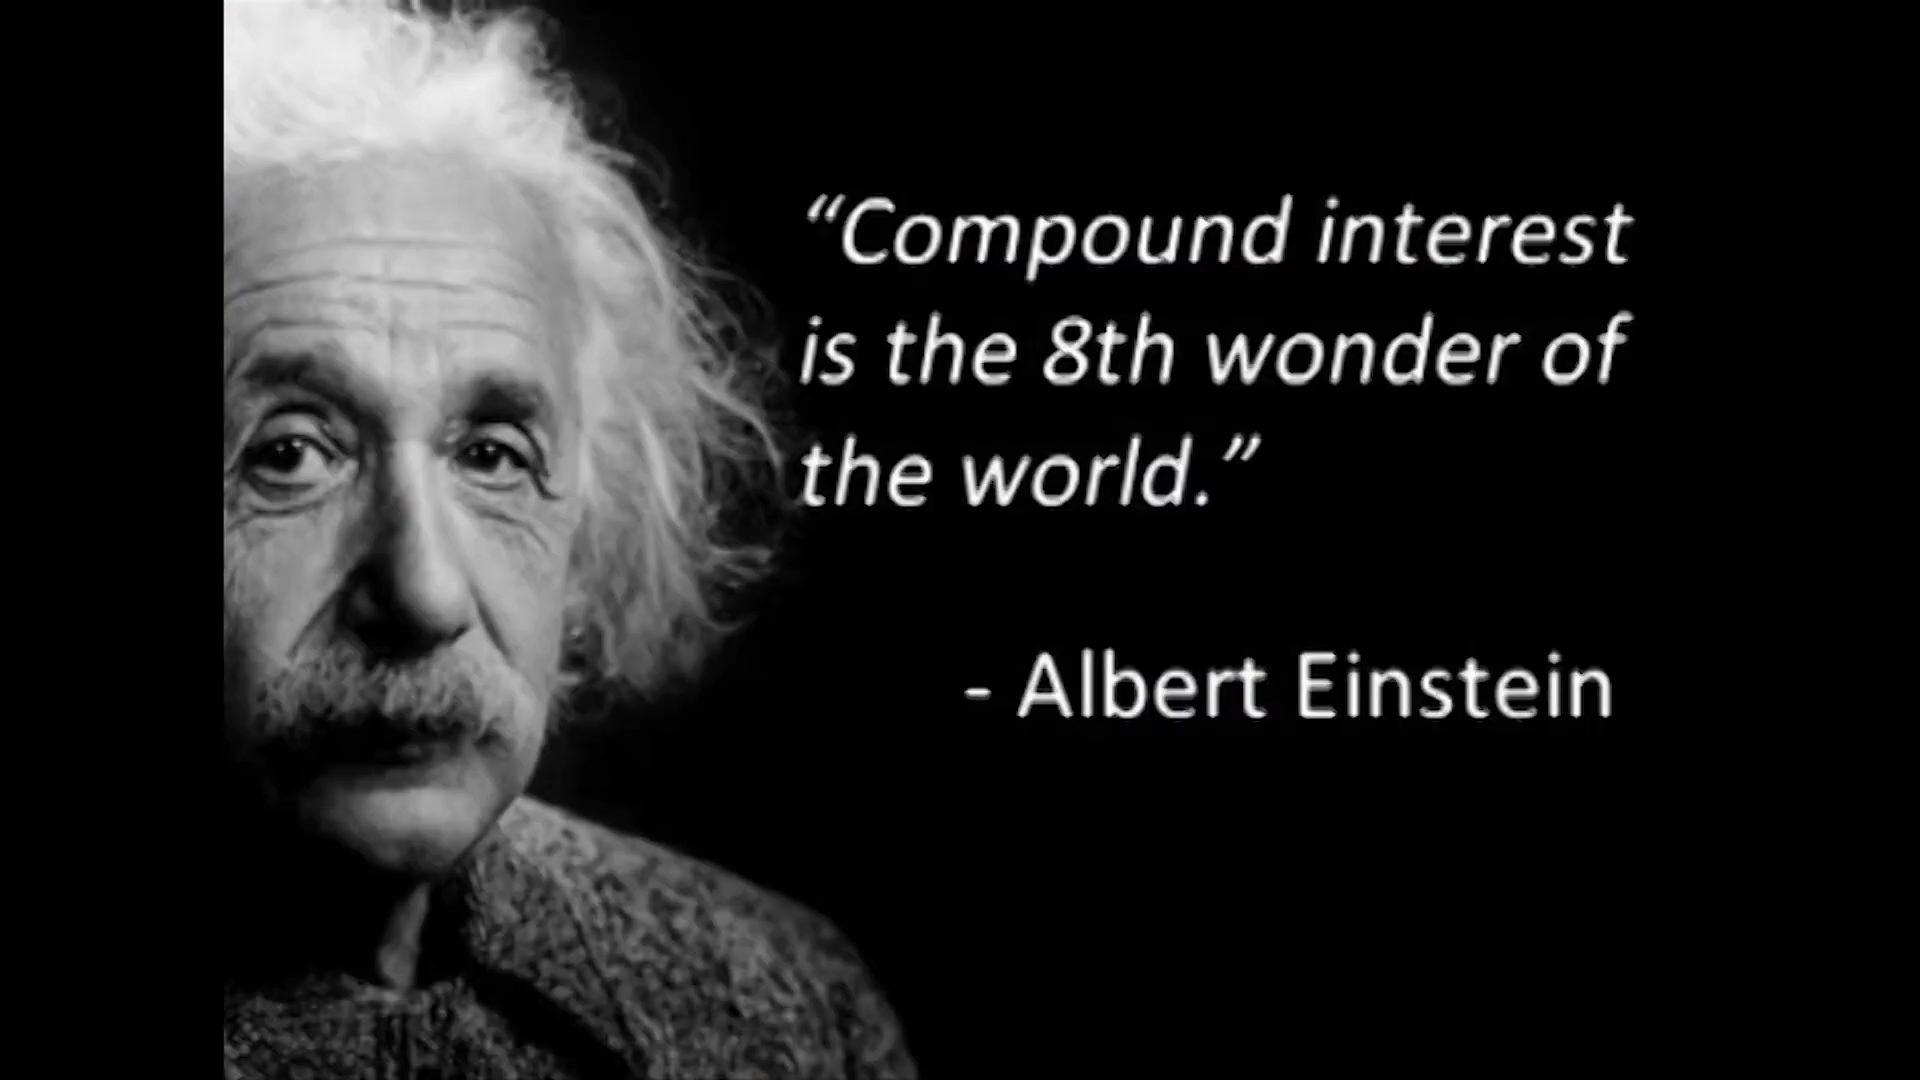 “Compound interest
is the 8th wonder of
the world.”
- Albert Einstein